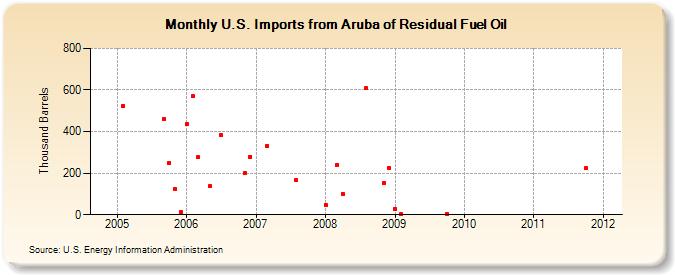 Monthly U.S. Imports from Aruba of Residual Fuel Oil
Thousand Barrels
800
600
400
200
0
2005 2006 2007 2008 2009 2010 2011 2012
Source: U.S. Energy Information Administration